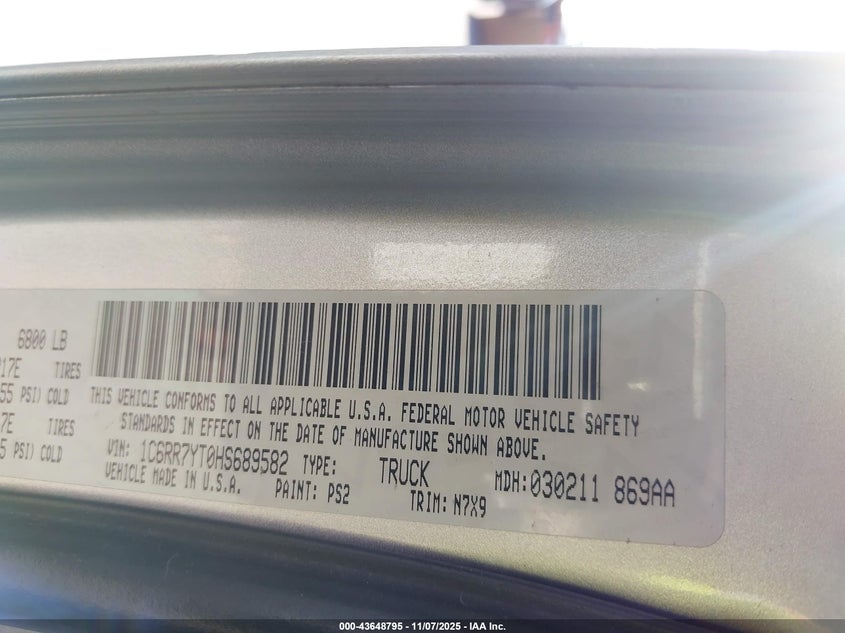 6800 LB
17E TIRES
55 PSI) COLD
7E TIRES
5 PSI) COLD
THIS VEHICLE CONFORMS TO ALL APPLICABLE U.S.A. FEDERAL MOTOR VEHICLE SAFETY
STANDARDS IN EFFECT ON THE DATE OF MANUFACTURE SHOWN ABOVE.
VIN: 1C6RR7YT0HS689582 TYPE: TRUCK MDH:030211 869AA
VEHICLE MADE IN U.S.A. PAINT: PS2 TRIM: N7X9
000-43648795 - 11/07/2025 - IAA Inc.